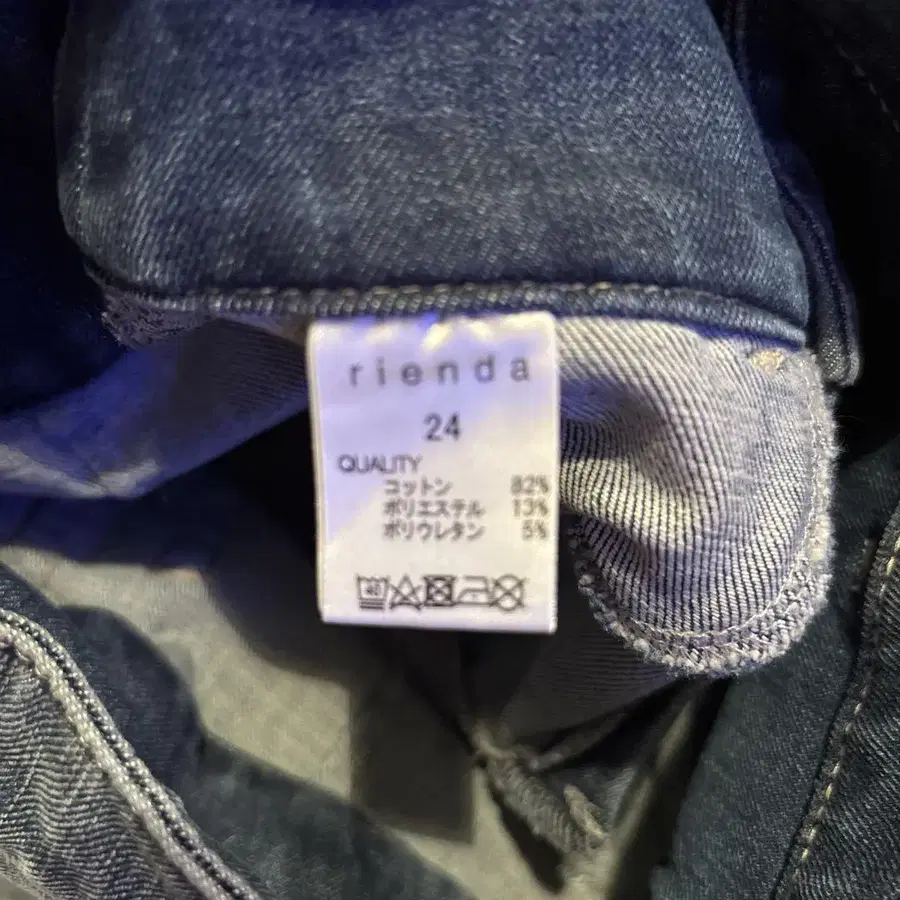 rienda
24
QUALITY
コットン 82%
ポリエステル 13%
ポリウレタン 5%
40